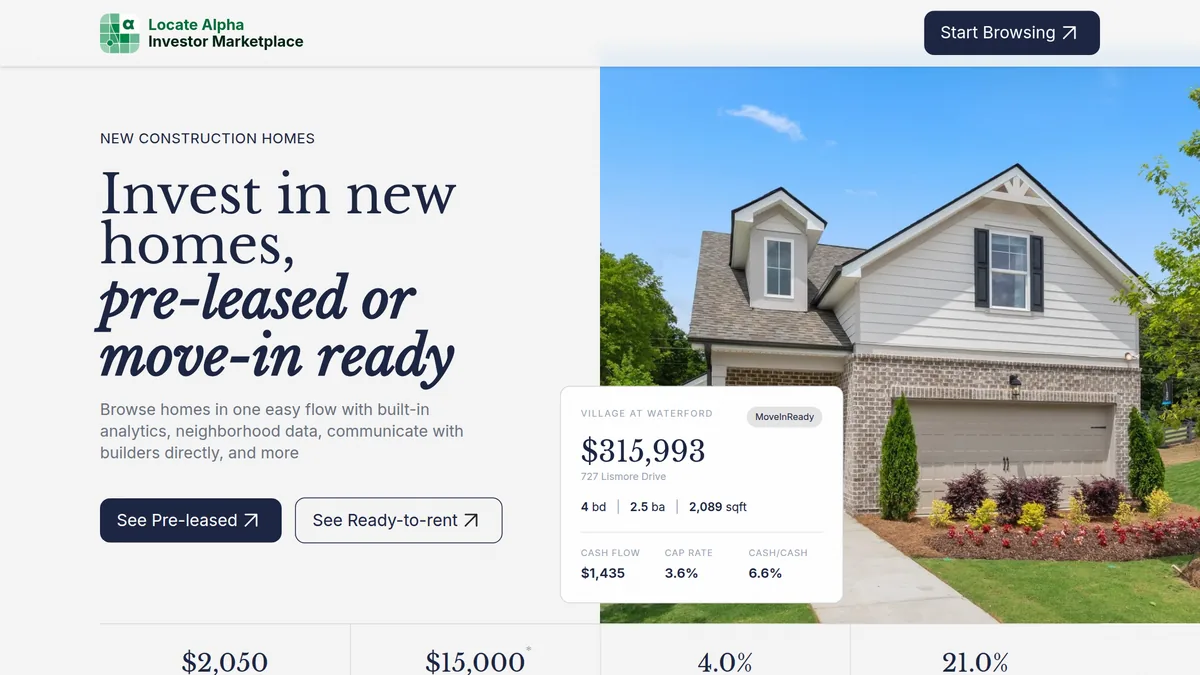 α
Locate Alpha
Investor Marketplace
Start Browsing
NEW CONSTRUCTION HOMES
Invest in new
homes,
pre-leased or
move-in ready
Browse homes in one easy flow with built-in
analytics, neighborhood data, communicate with
builders directly, and more
See Pre-leased
See Ready-to-rent
VILLAGE AT WATERFORD
MoveInReady
$315,993
727 Lismore Drive
4 bd | 2.5 ba | 2,089 sqft
CASH FLOW CAP RATE CASH/CASH
$1,435 3.6% 6.6%
$2,050 $15,000* 4.0% 21.0%